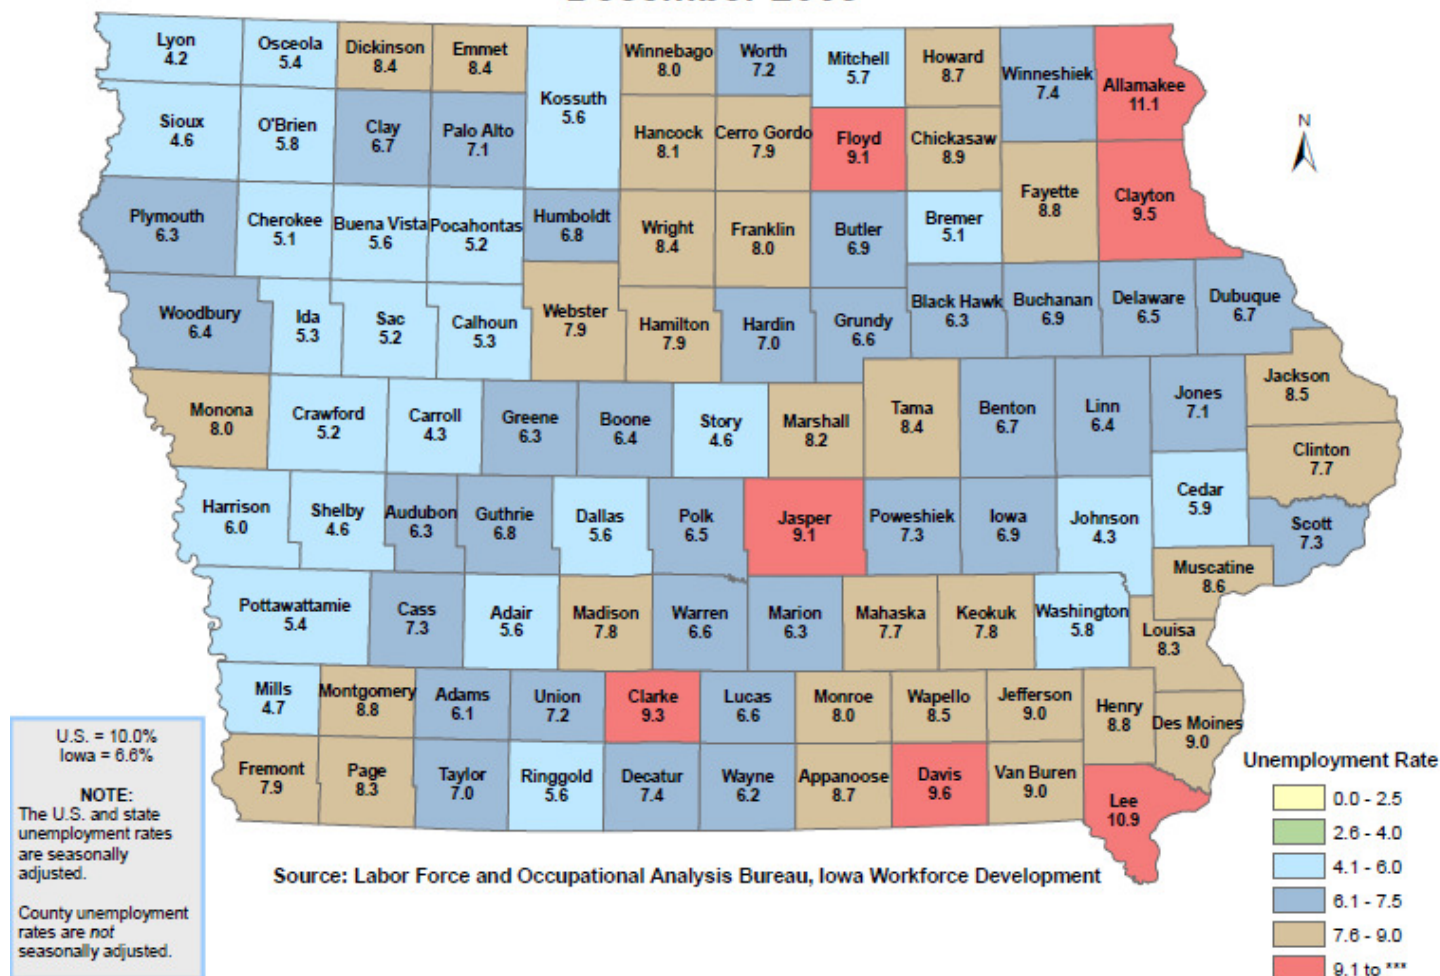 Lyon
4.2
Osceola
5.4
Dickinson
8.4
Emmet
8.4
Kossuth
5.6
Winnebago
8.0
Worth
7.2
Mitchell
5.7
Howard
8.7
Winneshiek
7.4
Allamakee
11.1
Sioux
4.6
O'Brien
5.8
Clay
6.7
Palo Alto
7.1
Hancock
8.1
Cerro Gordo
7.9
Floyd
9.1
Chickasaw
8.9
N
Plymouth
6.3
Cherokee
5.1
Buena Vista
5.6
Pocahontas
5.2
Humboldt
6.8
Wright
8.4
Franklin
8.0
Butler
6.9
Bremer
5.1
Fayette
8.8
Clayton
9.5
Woodbury
6.4
Ida
5.3
Sac
5.2
Calhoun
5.3
Webster
7.9
Hamilton
7.9
Hardin
7.0
Grundy
6.6
Black Hawk
6.3
Buchanan
6.9
Delaware
6.5
Dubuque
6.7
Monona
8.0
Crawford
5.2
Carroll
4.3
Greene
6.3
Boone
6.4
Story
4.6
Marshall
8.2
Tama
8.4
Benton
6.7
Linn
6.4
Jones
7.1
Jackson
8.5
Clinton
7.7
Harrison
6.0
Shelby
4.6
Audubon
6.3
Guthrie
6.8
Dallas
5.6
Polk
6.5
Jasper
9.1
Poweshiek
7.3
Iowa
6.9
Johnson
4.3
Cedar
5.9
Scott
7.3
Muscatine
8.6
Pottawattamie
5.4
Cass
7.3
Adair
5.6
Madison
7.8
Warren
6.6
Marion
6.3
Mahaska
7.7
Keokuk
7.8
Washington
5.8
Louisa
8.3
Mills
4.7
Montgomery
8.8
Adams
6.1
Union
7.2
Clarke
9.3
Lucas
6.6
Monroe
8.0
Wapello
8.5
Jefferson
9.0
Henry
8.8
Des Moines
9.0
Fremont
7.9
Page
8.3
Taylor
7.0
Ringgold
5.6
Decatur
7.4
Wayne
6.2
Appanoose
8.7
Davis
9.6
Van Buren
9.0
Lee
10.9
U.S. = 10.0%
Iowa = 6.6%
NOTE:
The U.S. and state
unemployment rates
are seasonally
adjusted.
County unemployment
rates are not
seasonally adjusted.
Source: Labor Force and Occupational Analysis Bureau, Iowa Workforce Development
Unemployment Rate
0.0 - 2.5
2.6 - 4.0
4.1 - 6.0
6.1 - 7.5
7.6 - 9.0
9.1 to ***